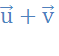 u⃗ + v⃗